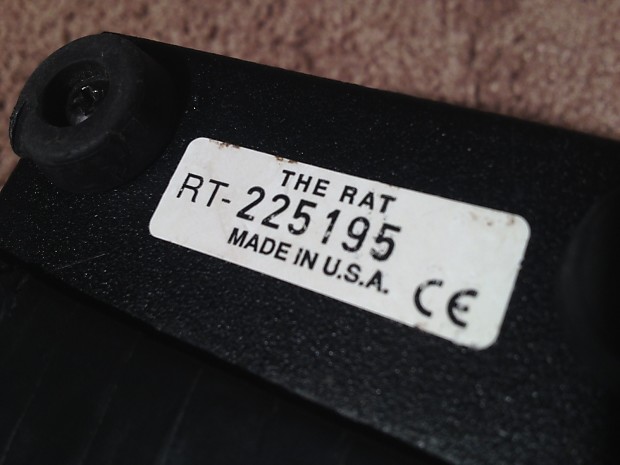 THE RAT
RT-225195
MADE IN U.S.A.
CE